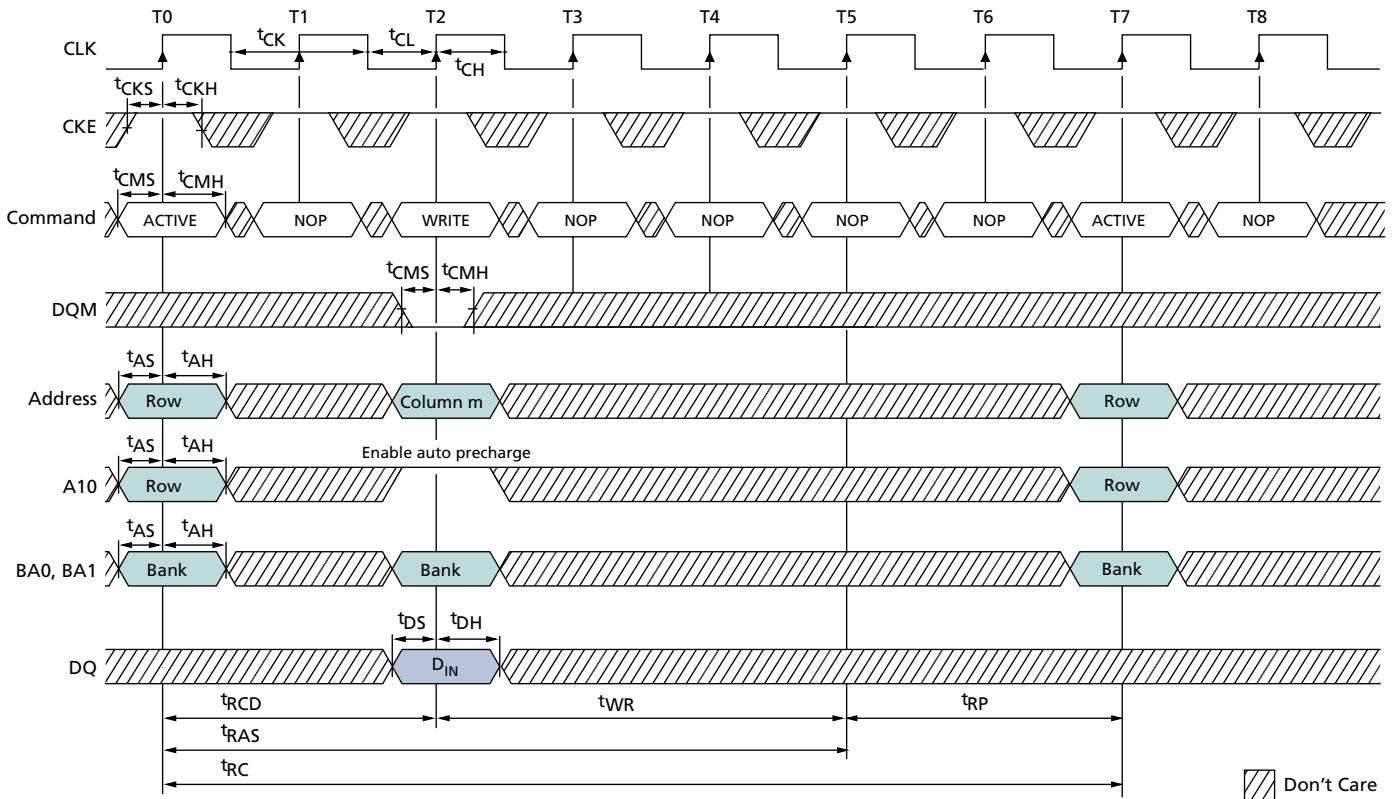 T0 T1 T2 T3 T4 T5 T6 T7 T8
CLK
tCK tCL
tCH
tCKS tCKH
CKE
tCMS tCMH
Command ACTIVE NOP WRITE NOP NOP NOP NOP ACTIVE NOP
tCMS tCMH
DQM
tAS tAH
Address Row Column m Row
tAS tAH
Enable auto precharge
A10 Row Row
tAS tAH
BA0, BA1 Bank Bank Bank
tDS tDH
DQ DIN
tRCD tWR tRP
tRAS
tRC
Don't Care